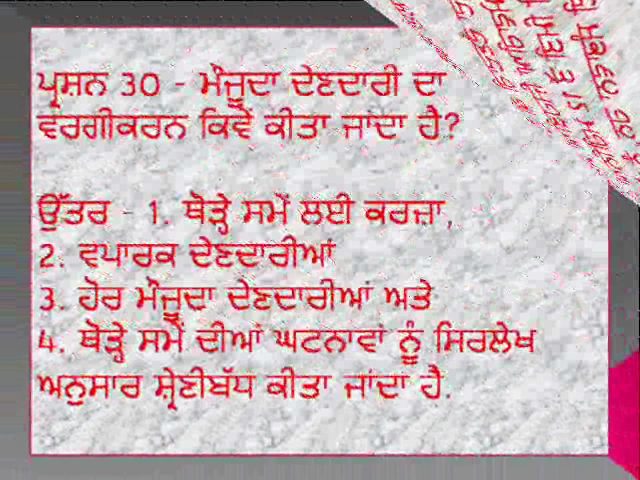 ਪ੍ਰਸ਼ਨ 30 - ਮੌਜੂਦਾ ਦੇਣਦਾਰੀ ਦਾ
ਵਰਗੀਕਰਨ ਕਿਵੇਂ ਕੀਤਾ ਜਾਂਦਾ ਹੈ?
ਉੱਤਰ - 1. ਥੋੜ੍ਹੇ ਸਮੇਂ ਲਈ ਕਰਜ਼ਾ,
2. ਵਪਾਰਕ ਦੇਣਦਾਰੀਆਂ
3. ਹੋਰ ਮੌਜੂਦਾ ਦੇਣਦਾਰੀਆਂ ਅਤੇ
4. ਥੋੜ੍ਹੇ ਸਮੇਂ ਦੀਆਂ ਘਟਨਾਵਾਂ ਨੂੰ ਸਿਰਲੇਖ
ਅਨੁਸਾਰ ਸ਼੍ਰੇਣੀਬੱਧ ਕੀਤਾ ਜਾਂਦਾ ਹੈ.